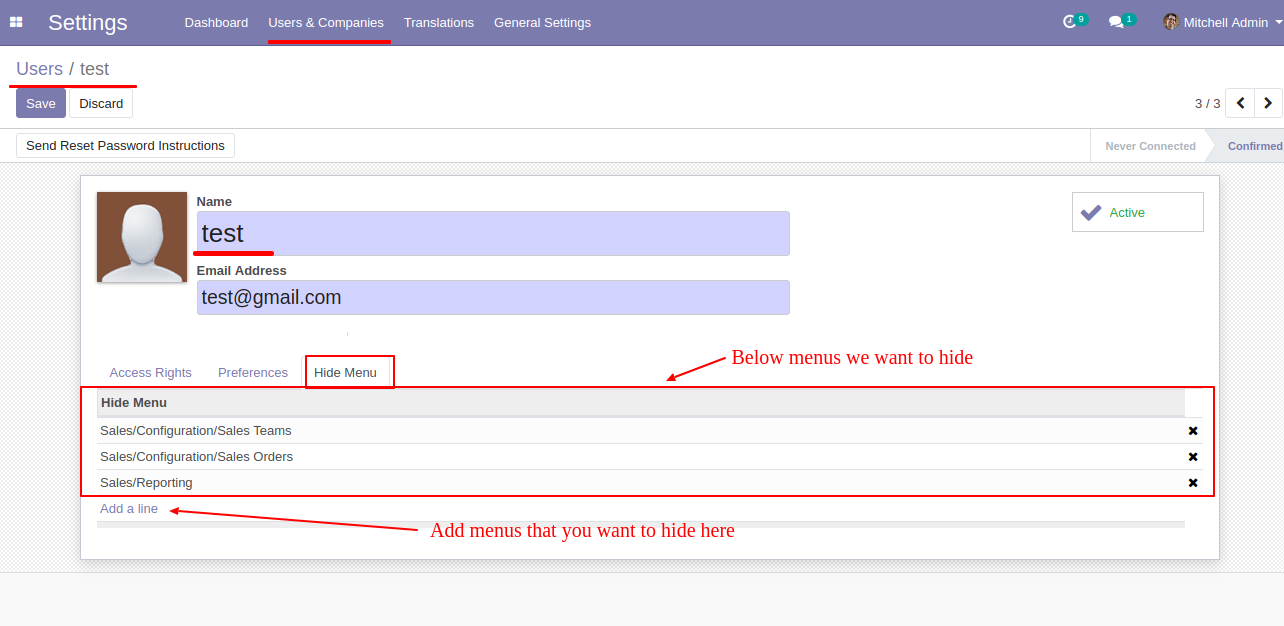 Settings Dashboard Users & Companies Translations General Settings 9 1 Mitchell Admin
Users / test
Save Discard 3 / 3
Send Reset Password Instructions Never Connected Confirmed
Name
test
Active
Email Address
test@gmail.com
Below menus we want to hide
Access Rights Preferences Hide Menu
Hide Menu
Sales/Configuration/Sales Teams
Sales/Configuration/Sales Orders
Sales/Reporting
Add a line
Add menus that you want to hide here